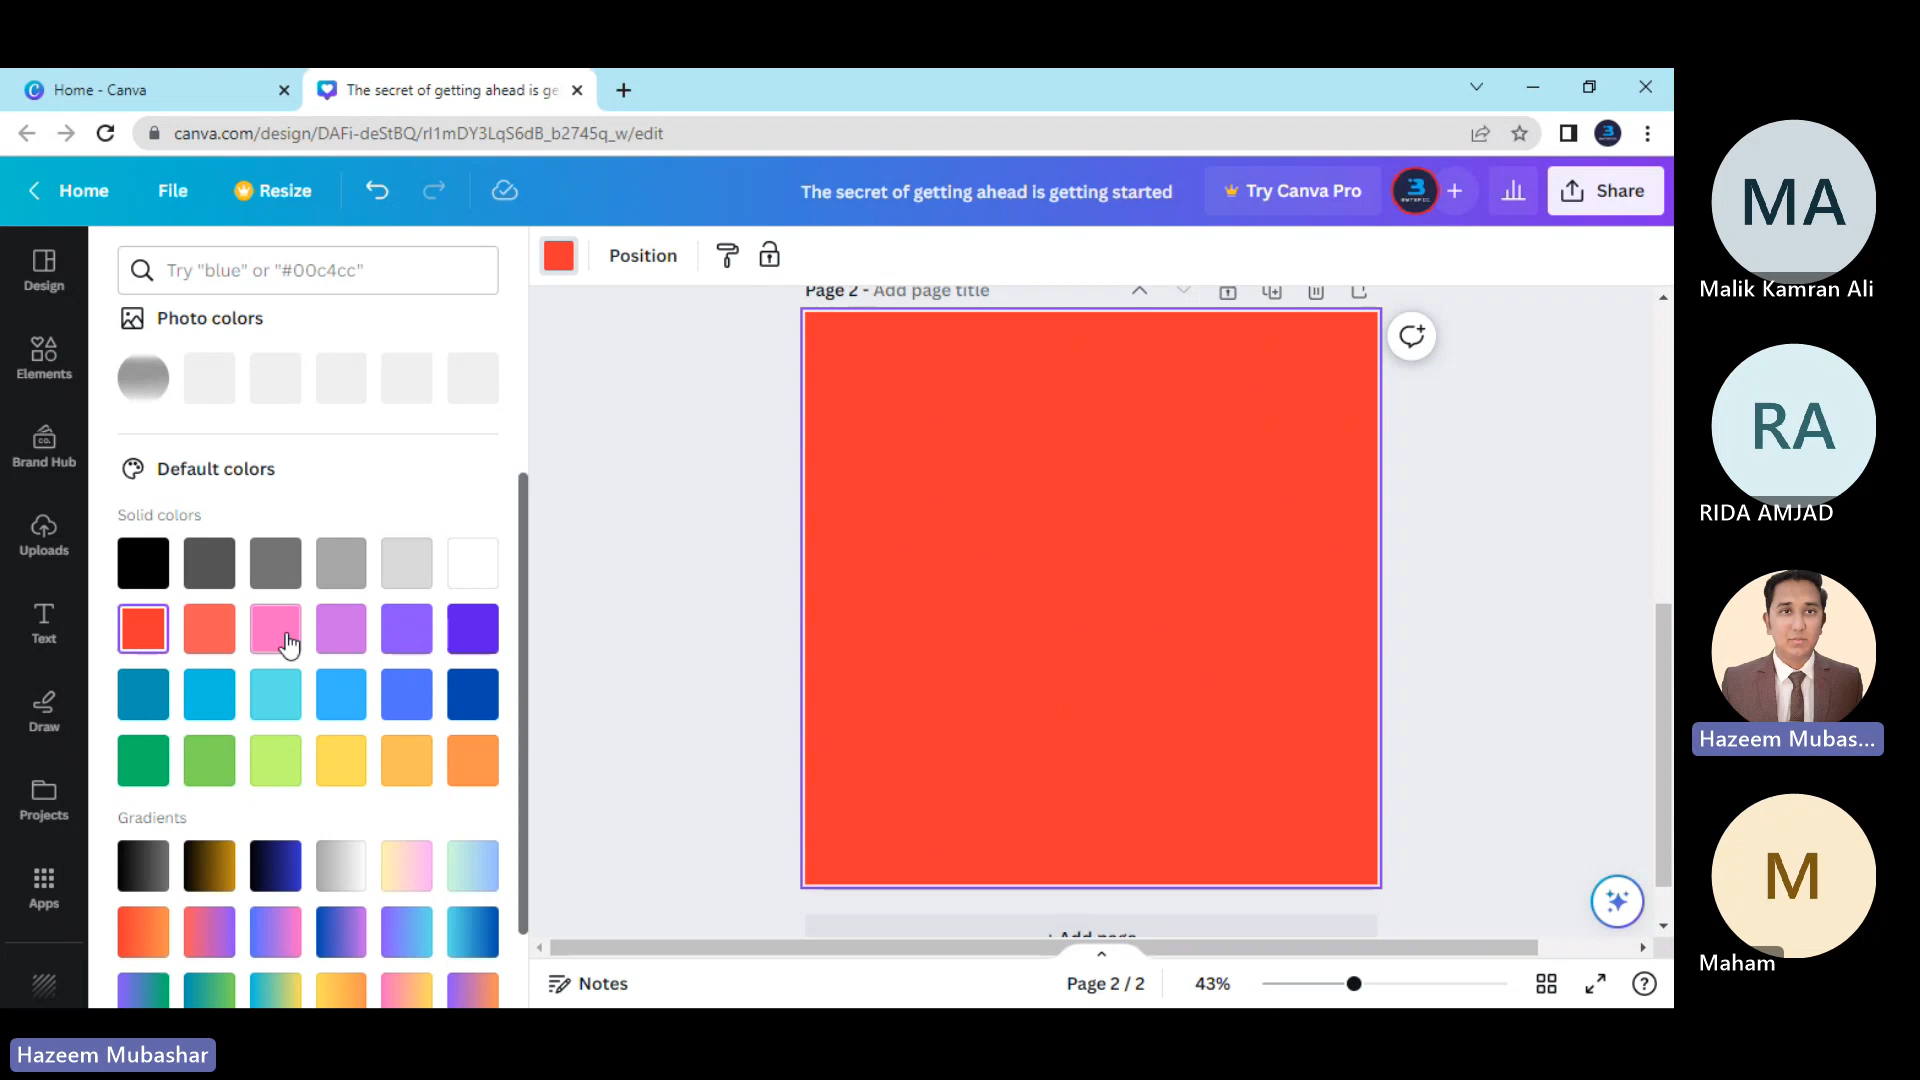 Home - Canva
The secret of getting ahead is ge
canva.com/design/DAFi-deStBQ/rI1mDY3LqS6dB_b2745q_w/edit
Home
File
Resize
The secret of getting ahead is getting started
Try Canva Pro
Share
Design
Elements
Brand Hub
Uploads
Text
Draw
Projects
Apps
Try "blue" or "#00c4cc"
Photo colors
Default colors
Solid colors
Gradients
Position
Page 2 - Add page title
+ Add page
Notes
Page 2 / 2
43%
MA
Malik Kamran Ali
RA
RIDA AMJAD
Hazeem Mubas...
M
Maham
Hazeem Mubashar